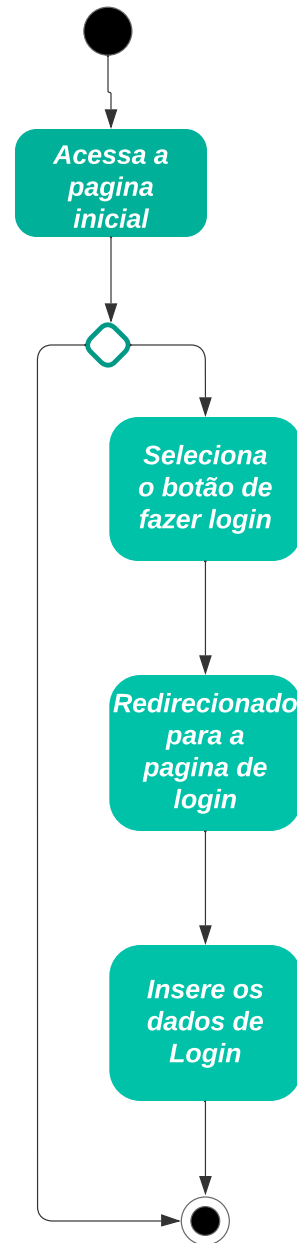 Acessa a
pagina
inicial
Seleciona
o botão de
fazer login
Redirecionado
para a
pagina de
login
Insere os
dados de
Login